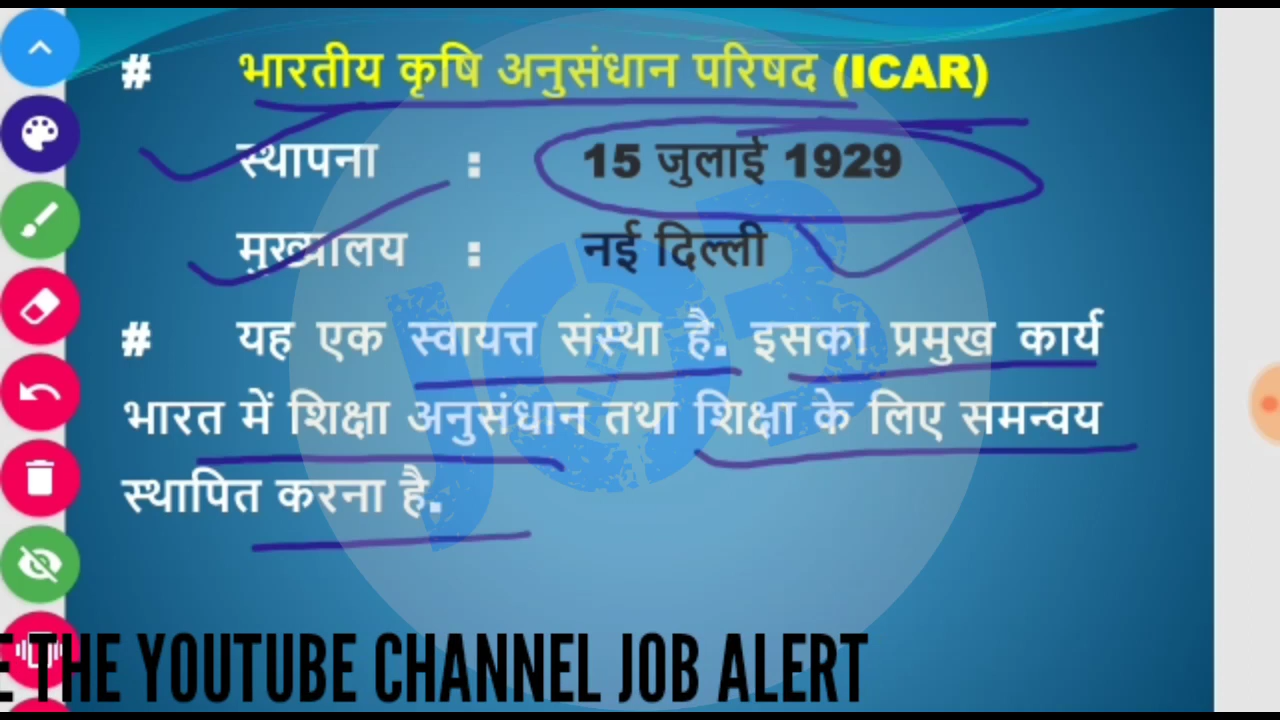 # भारतीय कृषि अनुसंधान परिषद (ICAR)
स्थापना : 15 जुलाई 1929
मुख्यालय : नई दिल्ली
# यह एक स्वायत्त संस्था है. इसका प्रमुख कार्य
भारत में शिक्षा अनुसंधान तथा शिक्षा के लिए समन्वय
स्थापित करना है.
JOB
E THE YOUTUBE CHANNEL JOB ALERT